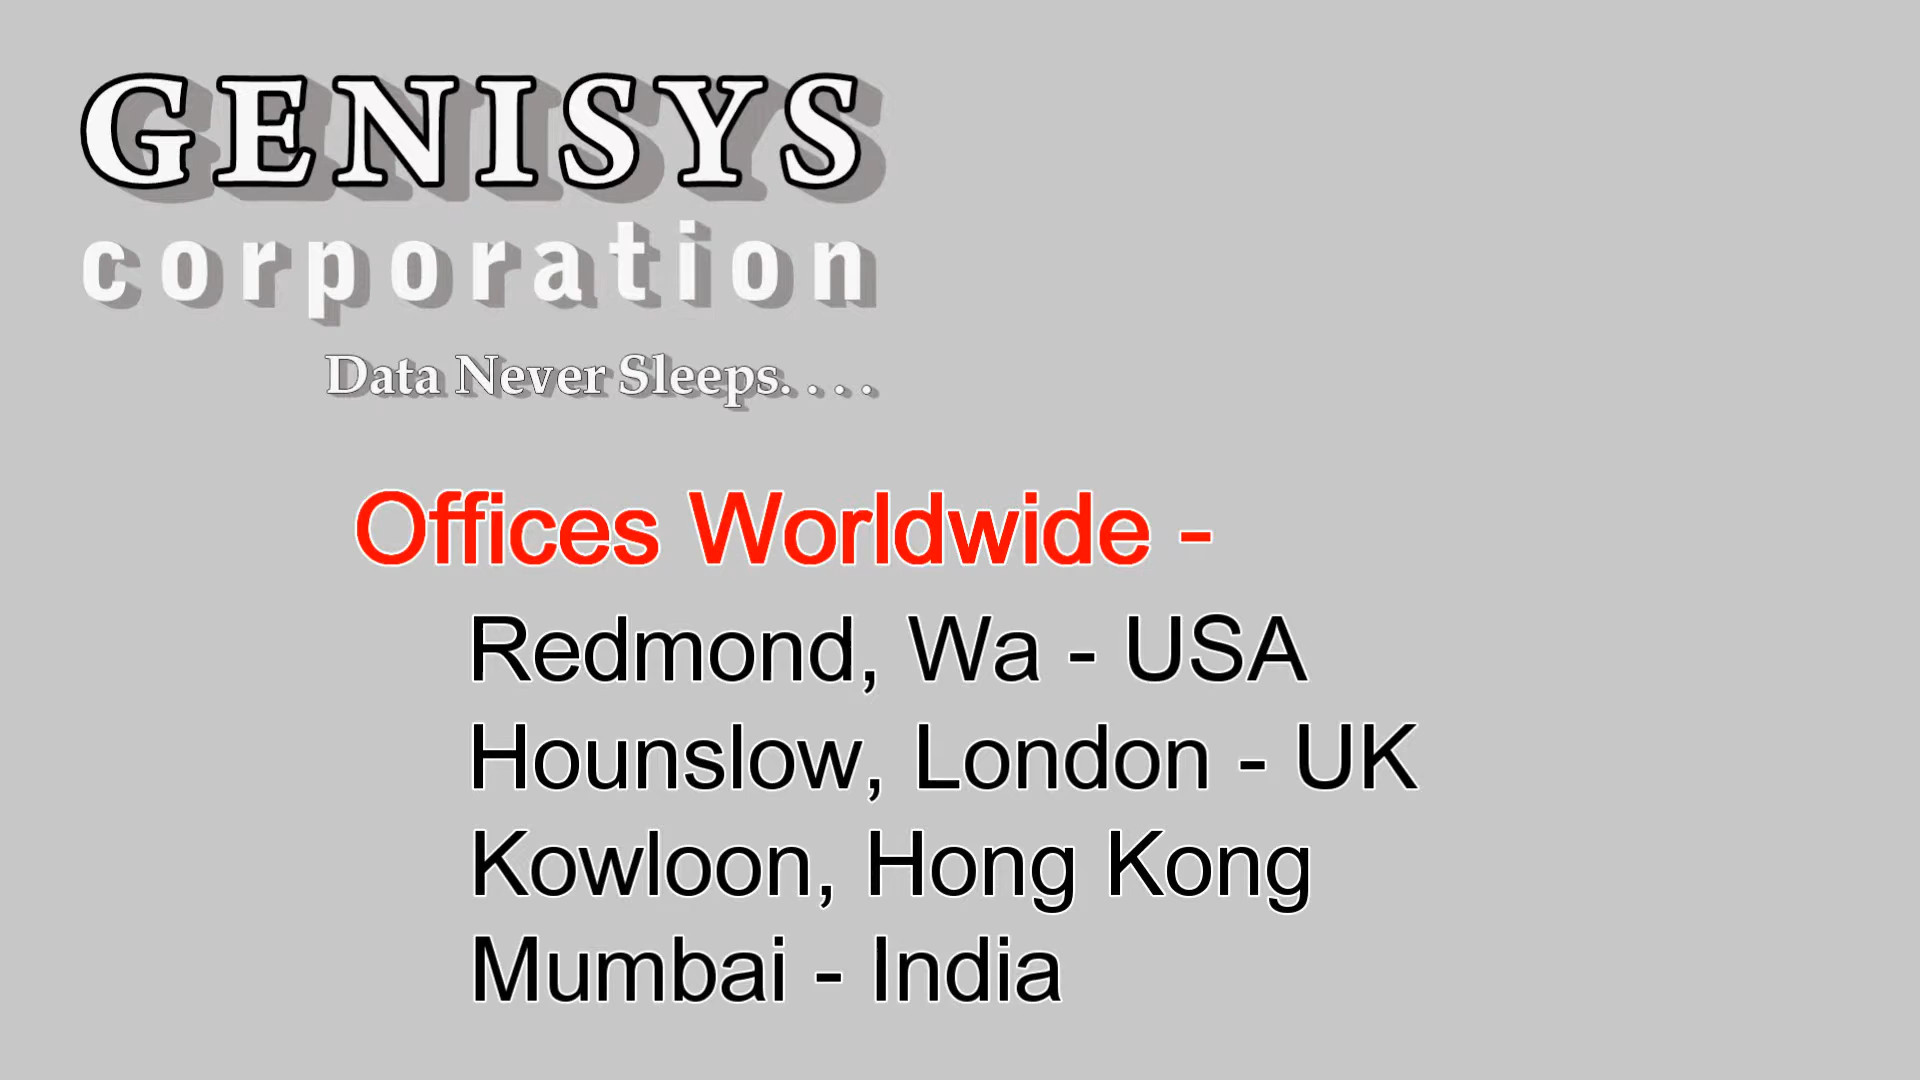 GENISYS
corporation
Data Never Sleeps. . . .
Offices Worldwide -
Redmond, Wa - USA
Hounslow, London - UK
Kowloon, Hong Kong
Mumbai - India